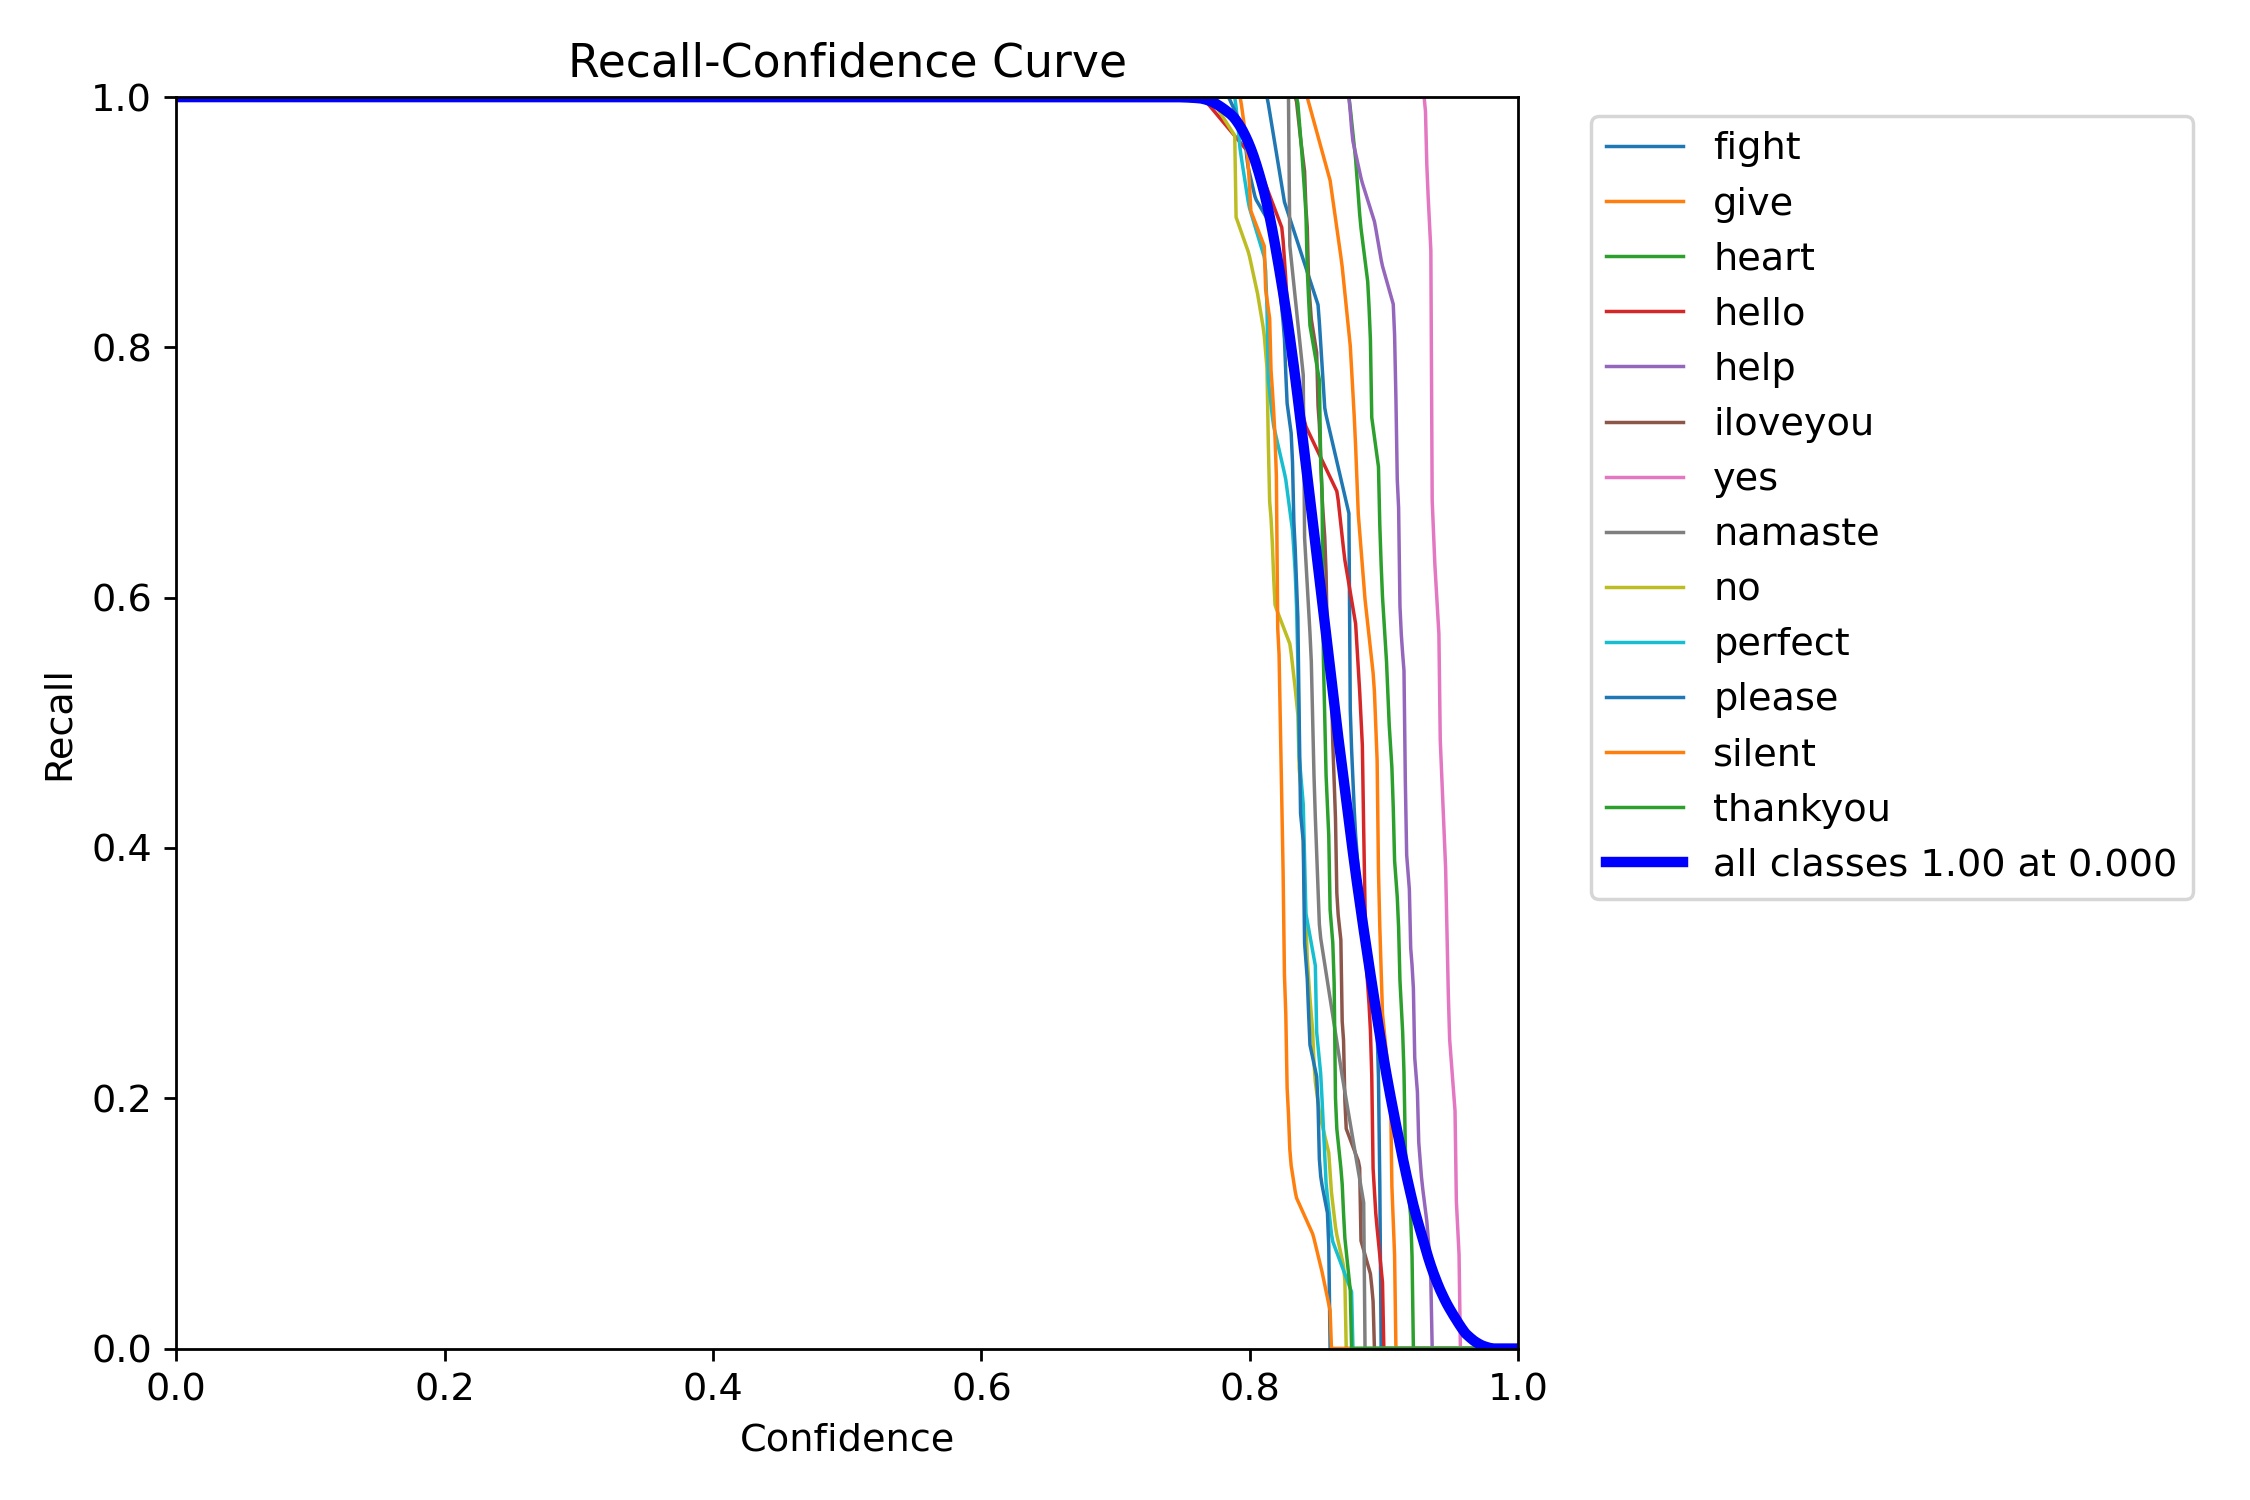 Recall-Confidence Curve
1.0
0.8
0.6
0.4
0.2
0.0
Recall
0.0 0.2 0.4 0.6 0.8 1.0
Confidence
fight
give
heart
hello
help
iloveyou
yes
namaste
no
perfect
please
silent
thankyou
all classes 1.00 at 0.000